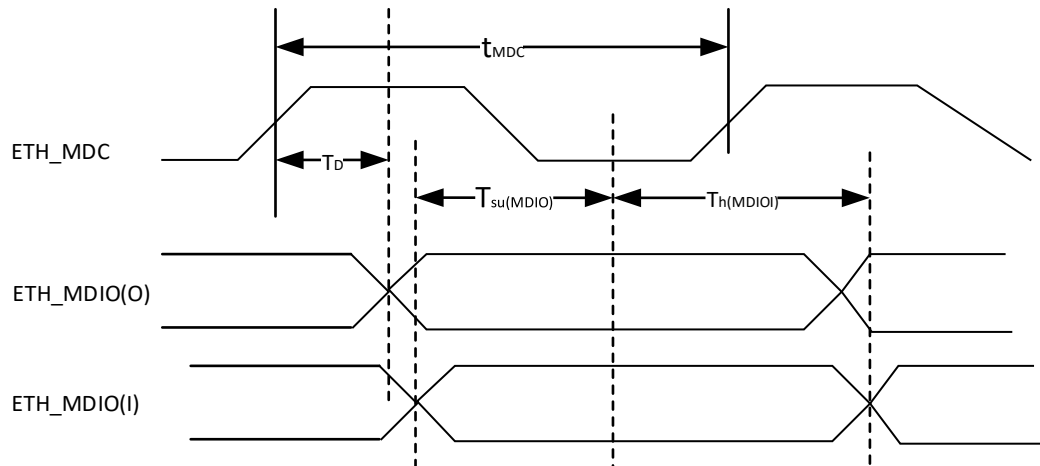 tMDC
ETH_MDC
TD
Tsu(MDIO)
Th(MDIOI)
ETH_MDIO(O)
ETH_MDIO(I)